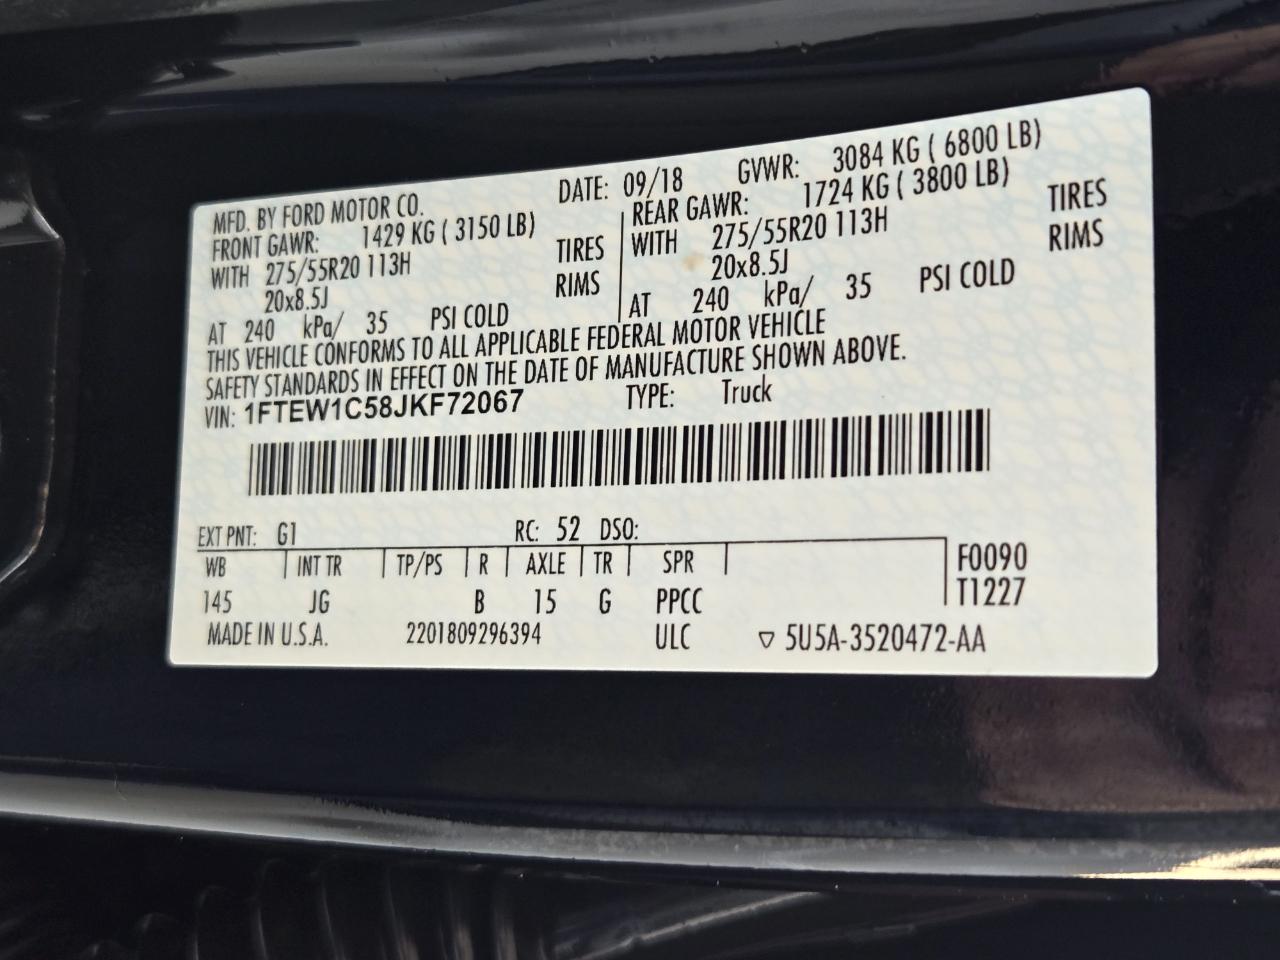 MFD. BY FORD MOTOR CO. DATE: 09/18 GVWR: 3084 KG ( 6800 LB)
FRONT GAWR: 1429 KG ( 3150 LB) REAR GAWR: 1724 KG ( 3800 LB)
WITH 275/55R20 113H TIRES WITH 275/55R20 113H TIRES
20x8.5J RIMS 20x8.5J RIMS
AT 240 kPa/ 35 PSI COLD AT 240 kPa/ 35 PSI COLD
THIS VEHICLE CONFORMS TO ALL APPLICABLE FEDERAL MOTOR VEHICLE
SAFETY STANDARDS IN EFFECT ON THE DATE OF MANUFACTURE SHOWN ABOVE.
VIN: 1FTEW1C58JKF72067 TYPE: Truck
EXT PNT: G1 RC: 52 DSO:
WB INT TR TP/PS R AXLE TR SPR F0090
145 JG B 15 G PPCC T1227
MADE IN U.S.A. 2201809296394 ULC ▽ 5U5A-3520472-AA